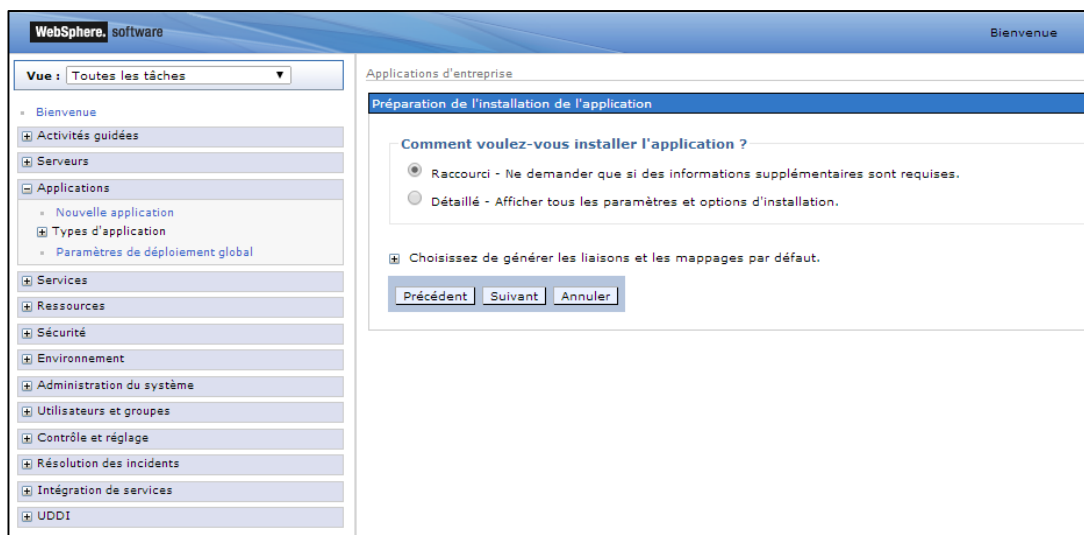 WebSphere. software
Bienvenue
Vue : Toutes les tâches
Bienvenue
Activités guidées
Serveurs
Applications
Nouvelle application
Types d'application
Paramètres de déploiement global
Services
Ressources
Sécurité
Environnement
Administration du système
Utilisateurs et groupes
Contrôle et réglage
Résolution des incidents
Intégration de services
UDDI
Applications d'entreprise
Préparation de l'installation de l'application
Comment voulez-vous installer l'application ?
Raccourci - Ne demander que si des informations supplémentaires sont requises.
Détaillé - Afficher tous les paramètres et options d'installation.
Choisissez de générer les liaisons et les mappages par défaut.
Précédent Suivant Annuler